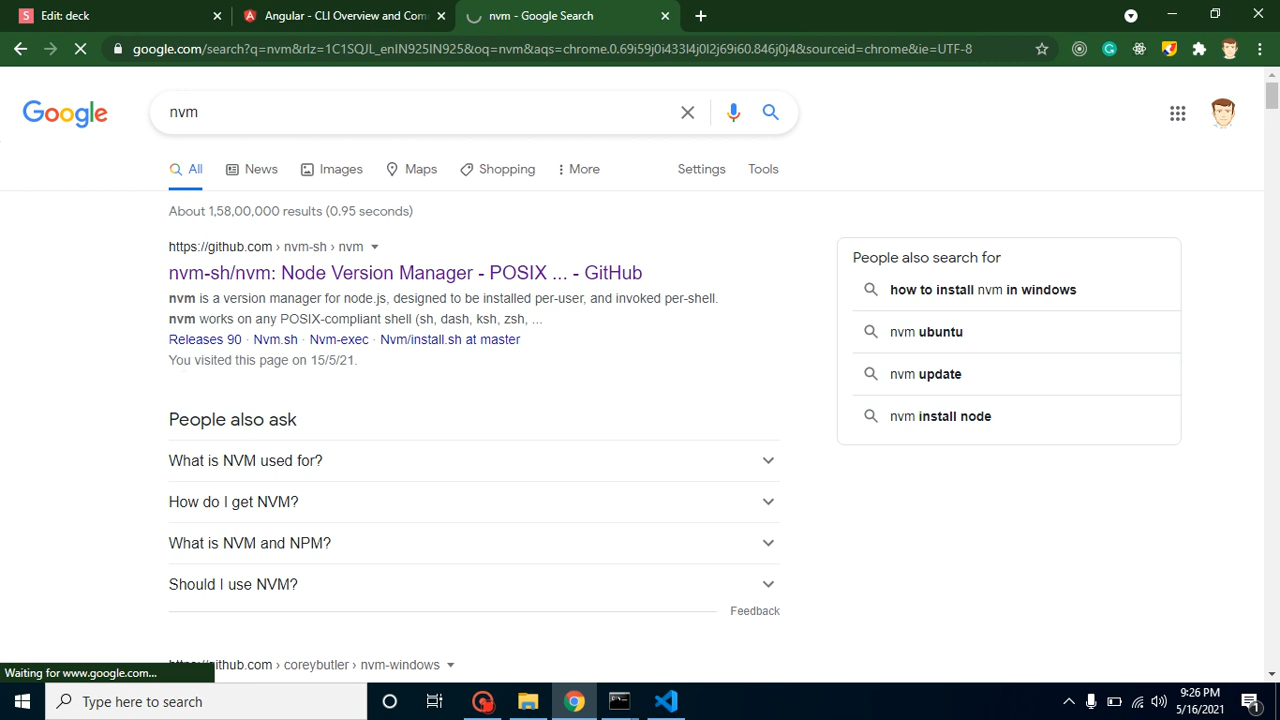 Edit: deck
Angular - CLI Overview and Com
nvm - Google Search
google.com/search?q=nvm&rlz=1C1SQJL_enIN925IN925&oq=nvm&aqs=chrome.0.69i59j0i433l4j0l2j69i60.846j0j4&sourceid=chrome&ie=UTF-8
Google
nvm
All News Images Maps Shopping More Settings Tools
About 1,58,00,000 results (0.95 seconds)
https://github.com › nvm-sh › nvm
nvm-sh/nvm: Node Version Manager - POSIX ... - GitHub
nvm is a version manager for node.js, designed to be installed per-user, and invoked per-shell.
nvm works on any POSIX-compliant shell (sh, dash, ksh, zsh, ...
Releases 90 · Nvm.sh · Nvm-exec · Nvm/install.sh at master
You visited this page on 15/5/21.
People also search for
how to install nvm in windows
nvm ubuntu
nvm update
nvm install node
People also ask
What is NVM used for?
How do I get NVM?
What is NVM and NPM?
Should I use NVM?
Feedback
https://github.com › coreybutler › nvm-windows
Waiting for www.google.com...
Type here to search
9:26 PM
5/16/2021
1